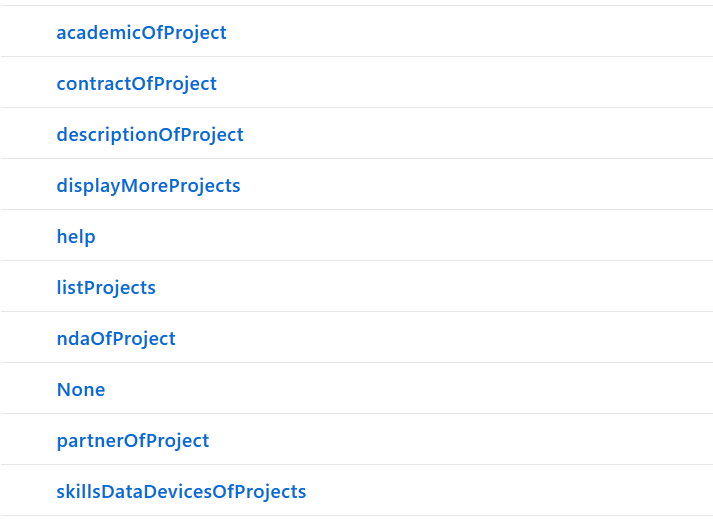 academicOfProject
contractOfProject
descriptionOfProject
displayMoreProjects
help
listProjects
ndaOfProject
None
partnerOfProject
skillsDataDevicesOfProjects